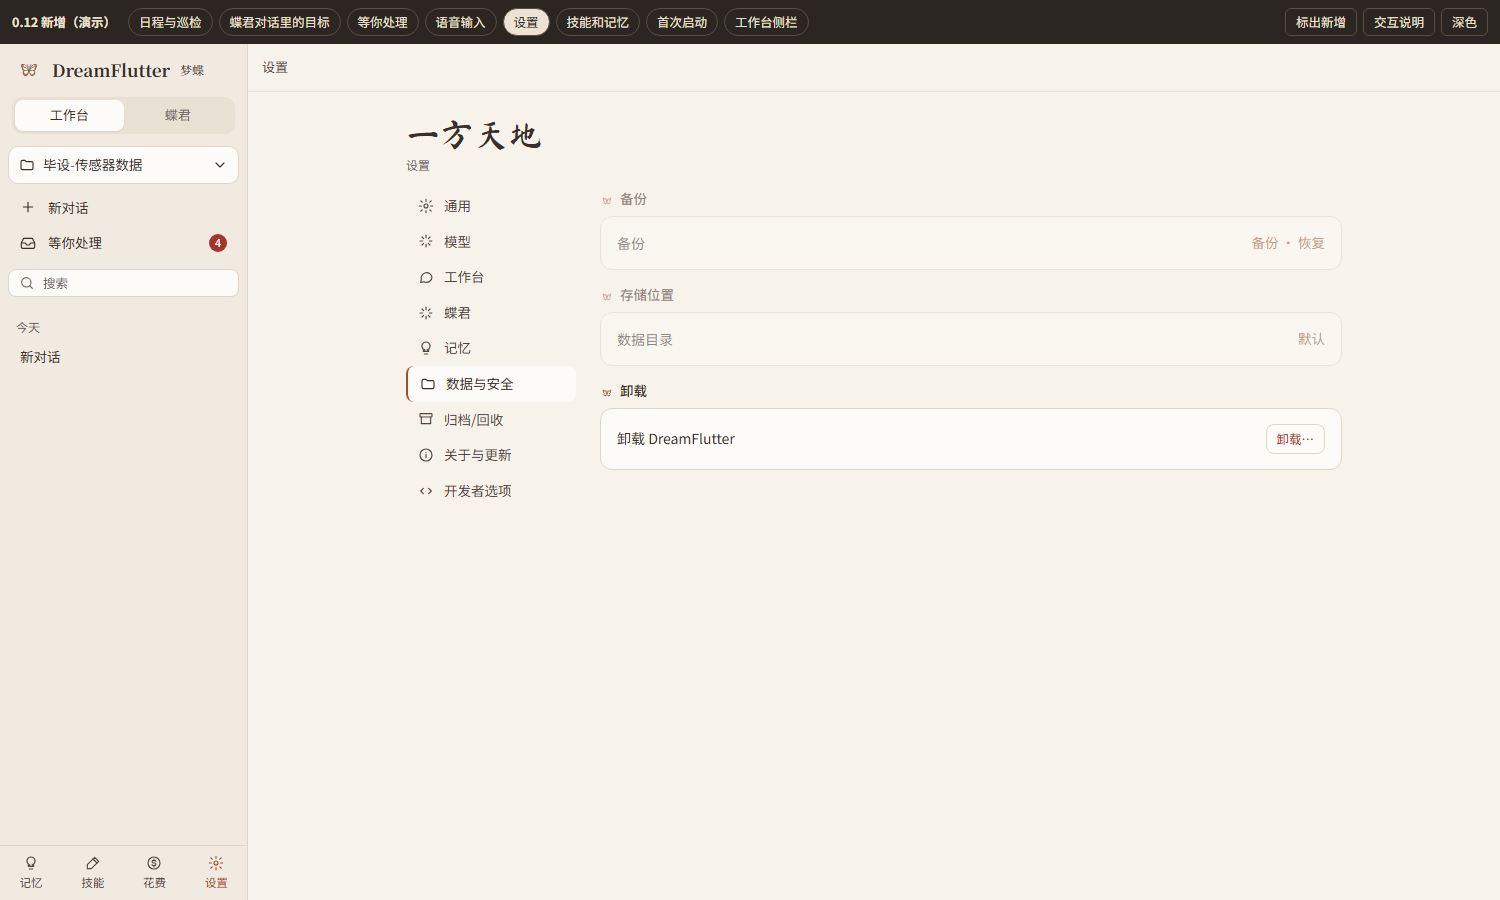 0.12 新增（演示） 日程与巡检 蝶君对话里的目标 等你处理 语音输入 设置 技能和记忆 首次启动 工作台侧栏 标出新增 交互说明 深色
DreamFlutter 梦蝶
工作台 蝶君
毕设-传感器数据
新对话
等你处理 4
搜索
今天
新对话
记忆 技能 花费 设置
设置
一方天地
设置
通用
模型
工作台
蝶君
记忆
数据与安全
归档/回收
关于与更新
开发者选项
备份
备份 备份 · 恢复
存储位置
数据目录 默认
卸载
卸载 DreamFlutter 卸载…